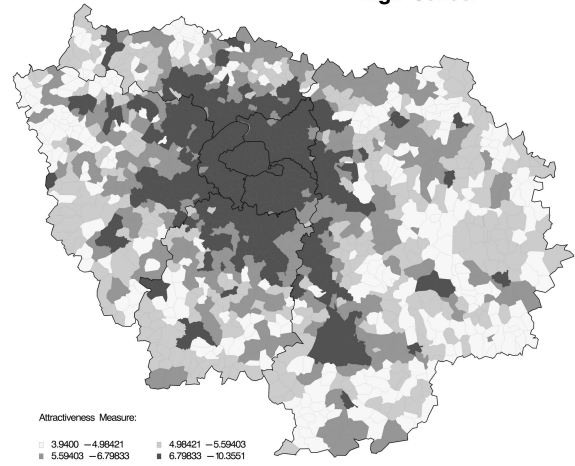 Attractiveness Measure:
3.9400 – 4.98421
4.98421 – 5.59403
5.59403 – 6.79833
6.79833 – 10.3551